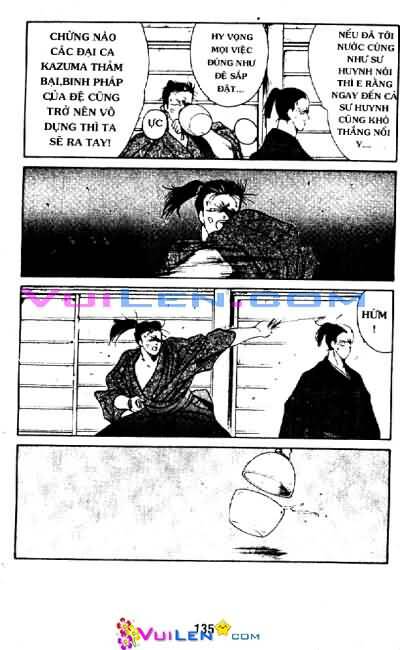 CHỪNG NÀO
CÁC ĐẠI CA
KAZUMA THẢM
BẠI,BINH PHÁP
CỦA ĐỆ CŨNG
TRỞ NÊN VÔ
DỤNG THÌ TA
SẼ RA TAY!
ỰC
HY VỌNG
MỌI VIỆC
ĐÚNG NHƯ
ĐỆ SẮP
ĐẶT...
NẾU ĐÃ TỚI
NƯỚC CÙNG
NHƯ SƯ
HUYNH NÓI
THÌ E RẰNG
NGAY ĐẾN CẢ
SƯ HUYNH
CŨNG KHÓ
THẮNG NỔI
Y...
VUILEN.COM
HỪM
!
135
VUILEN.COM